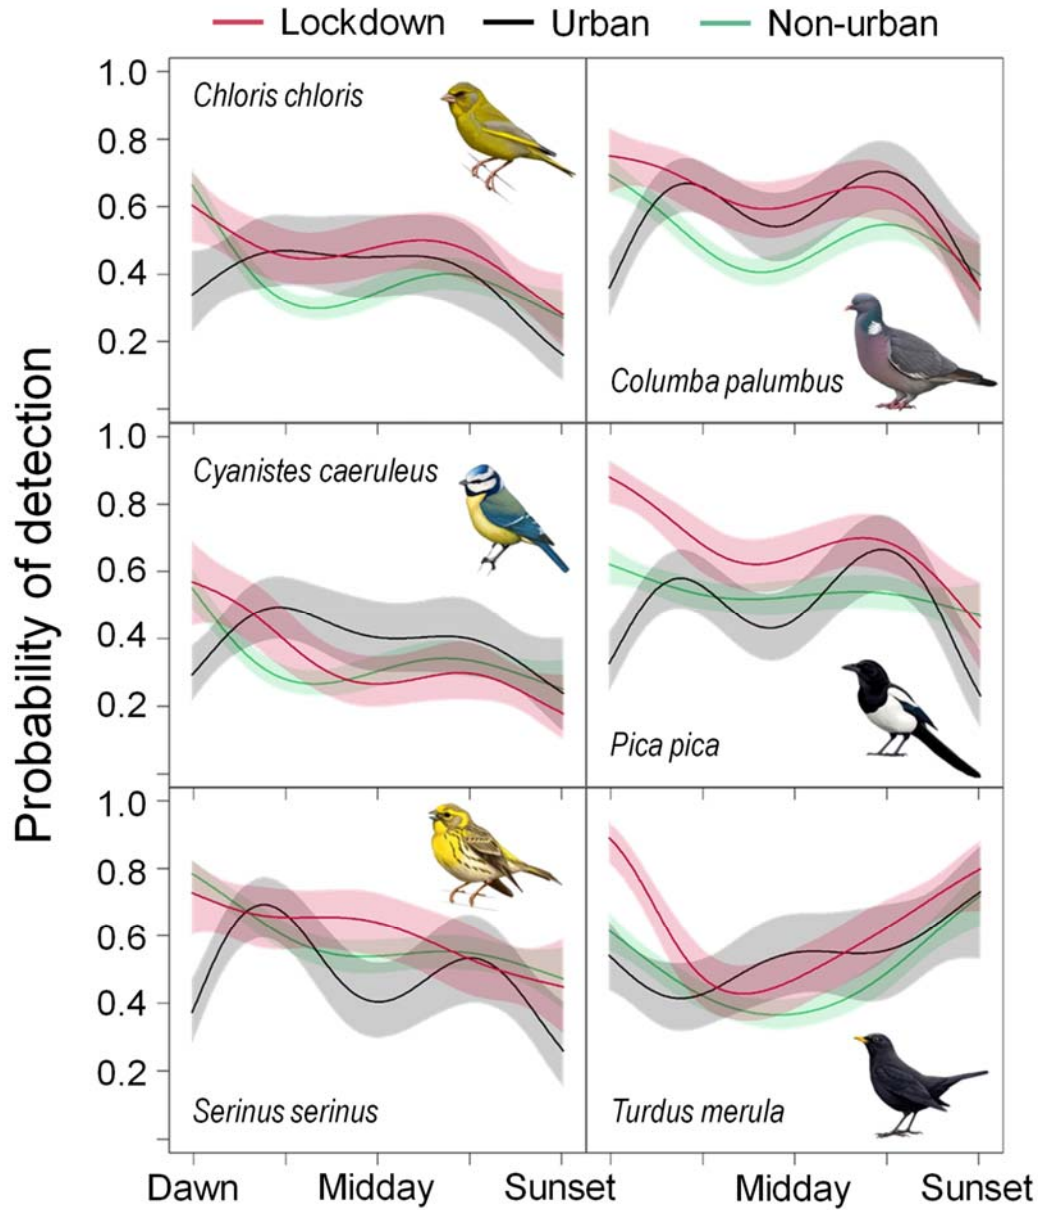 Lockdown Urban Non-urban
Probability of detection
1.0
0.8
0.6
0.4
0.2
Chloris chloris
Columba palumbus
1.0
0.8
0.6
0.4
0.2
Cyanistes caeruleus
Pica pica
1.0
0.8
0.6
0.4
0.2
Serinus serinus
Turdus merula
Dawn Midday Sunset Midday Sunset